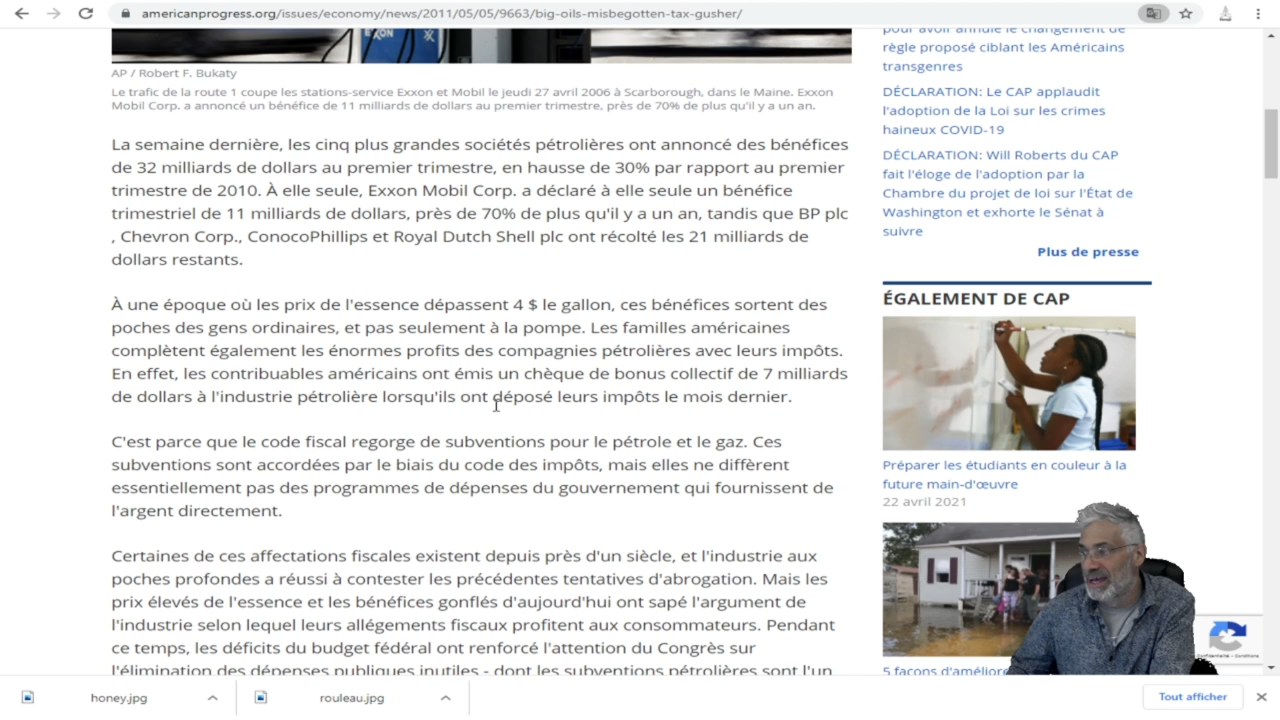 americanprogress.org/issues/economy/news/2011/05/05/9663/big-oils-misbegotten-tax-gusher/
EXXON
AP / Robert F. Bukaty
Le trafic de la route 1 coupe les stations-service Exxon et Mobil le jeudi 27 avril 2006 à Scarborough, dans le Maine. Exxon
Mobil Corp. a annoncé un bénéfice de 11 milliards de dollars au premier trimestre, près de 70% de plus qu'il y a un an.
La semaine dernière, les cinq plus grandes sociétés pétrolières ont annoncé des bénéfices
de 32 milliards de dollars au premier trimestre, en hausse de 30% par rapport au premier
trimestre de 2010. À elle seule, Exxon Mobil Corp. a déclaré à elle seule un bénéfice
trimestriel de 11 milliards de dollars, près de 70% de plus qu'il y a un an, tandis que BP plc
, Chevron Corp., ConocoPhillips et Royal Dutch Shell plc ont récolté les 21 milliards de
dollars restants.
À une époque où les prix de l'essence dépassent 4 $ le gallon, ces bénéfices sortent des
poches des gens ordinaires, et pas seulement à la pompe. Les familles américaines
complètent également les énormes profits des compagnies pétrolières avec leurs impôts.
En effet, les contribuables américains ont émis un chèque de bonus collectif de 7 milliards
de dollars à l'industrie pétrolière lorsqu'ils ont déposé leurs impôts le mois dernier.
C'est parce que le code fiscal regorge de subventions pour le pétrole et le gaz. Ces
subventions sont accordées par le biais du code des impôts, mais elles ne diffèrent
essentiellement pas des programmes de dépenses du gouvernement qui fournissent de
l'argent directement.
Certaines de ces affectations fiscales existent depuis près d'un siècle, et l'industrie aux
poches profondes a réussi à contester les précédentes tentatives d'abrogation. Mais les
prix élevés de l'essence et les bénéfices gonflés d'aujourd'hui ont sapé l'argument de
l'industrie selon lequel leurs allégements fiscaux profitent aux consommateurs. Pendant
ce temps, les déficits du budget fédéral ont renforcé l'attention du Congrès sur
l'élimination des dépenses publiques inutiles - dont les subventions pétrolières sont l'un
pour avoir annulé le changement de
règle proposé ciblant les Américains
transgenres
DÉCLARATION: Le CAP applaudit
l'adoption de la Loi sur les crimes
haineux COVID-19
DÉCLARATION: Will Roberts du CAP
fait l'éloge de l'adoption par la
Chambre du projet de loi sur l'État de
Washington et exhorte le Sénat à
suivre
Plus de presse
ÉGALEMENT DE CAP
Préparer les étudiants en couleur à la
future main-d'œuvre
22 avril 2021
5 façons d'améliore
Confidentialité - Conditions
honey.jpg
rouleau.jpg
Tout afficher